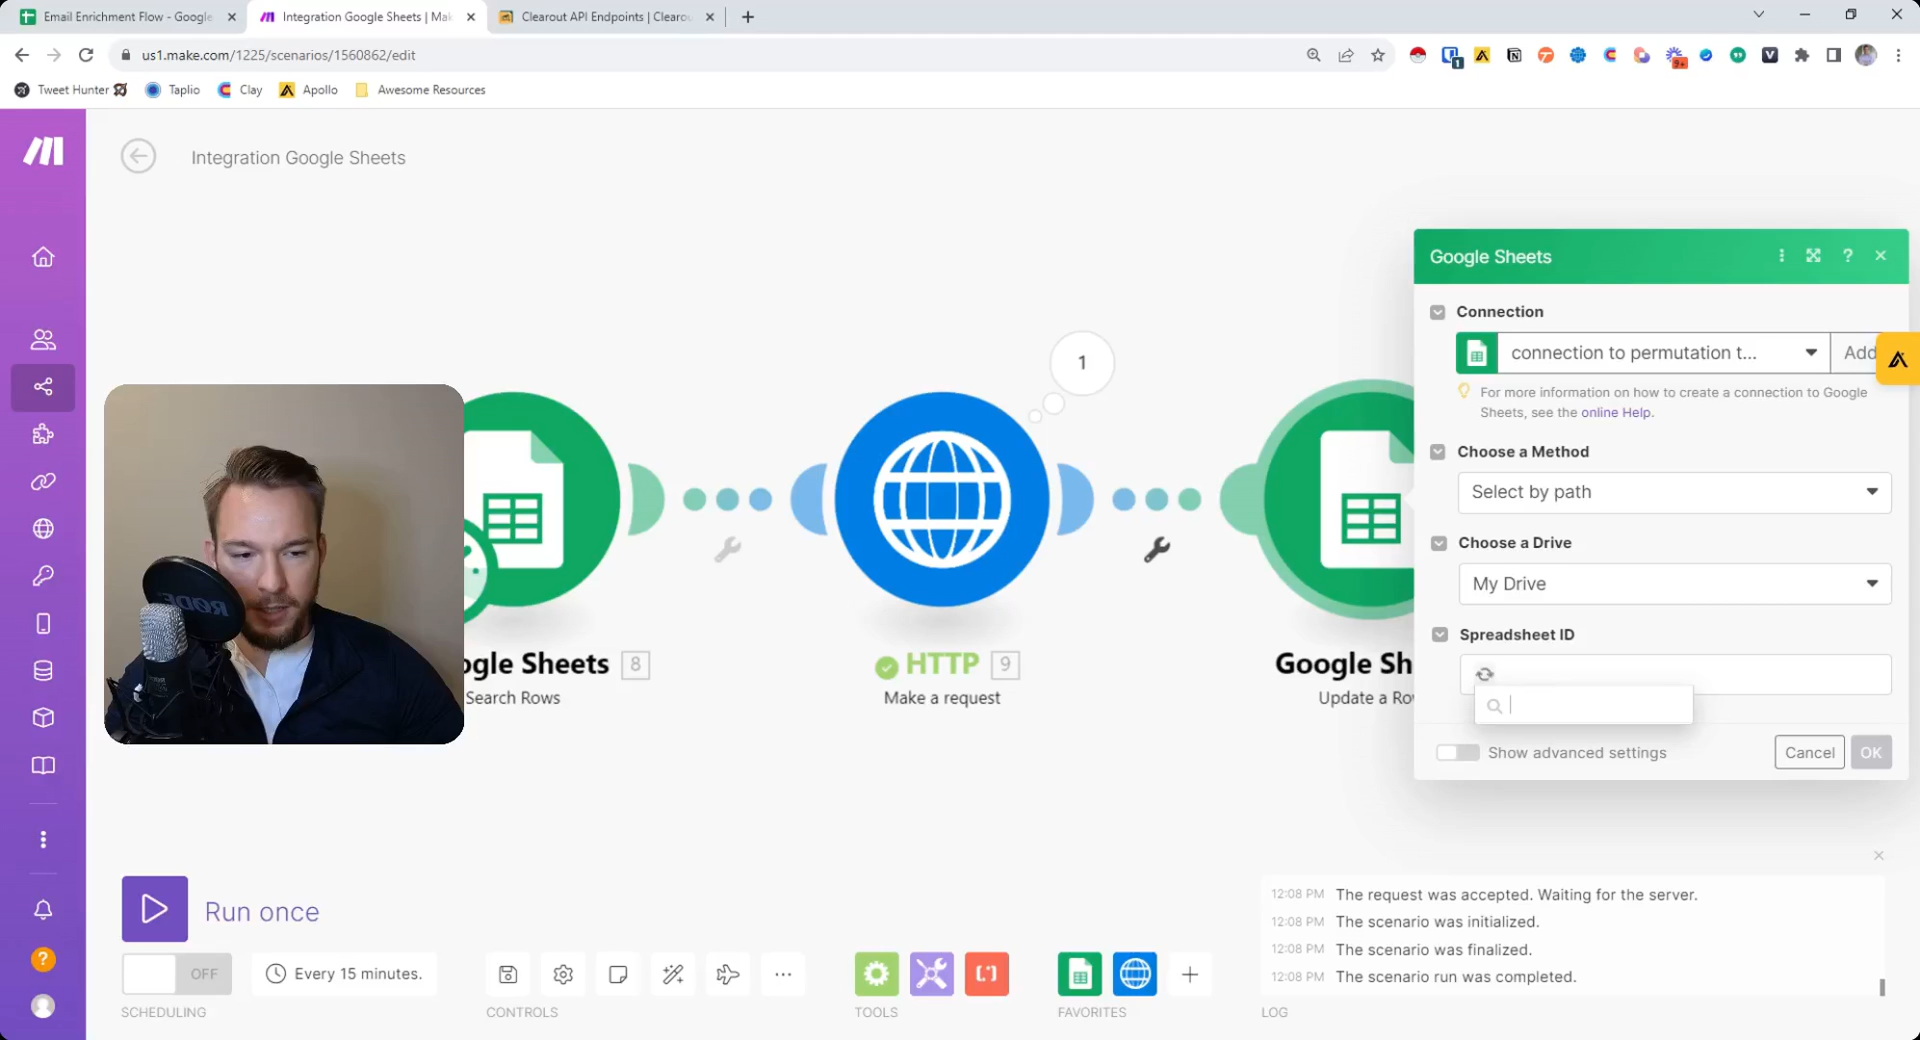 Email Enrichment Flow - Google
Integration Google Sheets | Mak
Clearout API Endpoints | Clearou
us1.make.com/1225/scenarios/1560862/edit
1
9+
Tweet Hunter
Taplio
Clay
Apollo
Awesome Resources
Integration Google Sheets
Google Sheets
?
Connection
connection to permutation t...
Add
For more information on how to create a connection to Google
Sheets, see the online Help.
Choose a Method
Select by path
Choose a Drive
My Drive
Spreadsheet ID
Show advanced settings
Cancel
OK
1
RØDE
ogle Sheets
8
Search Rows
HTTP
9
Make a request
Google Sh
Update a Ro
Run once
12:08 PM The request was accepted. Waiting for the server.
12:08 PM The scenario was initialized.
12:08 PM The scenario was finalized.
12:08 PM The scenario run was completed.
OFF
Every 15 minutes.
?
SCHEDULING
CONTROLS
TOOLS
FAVORITES
LOG